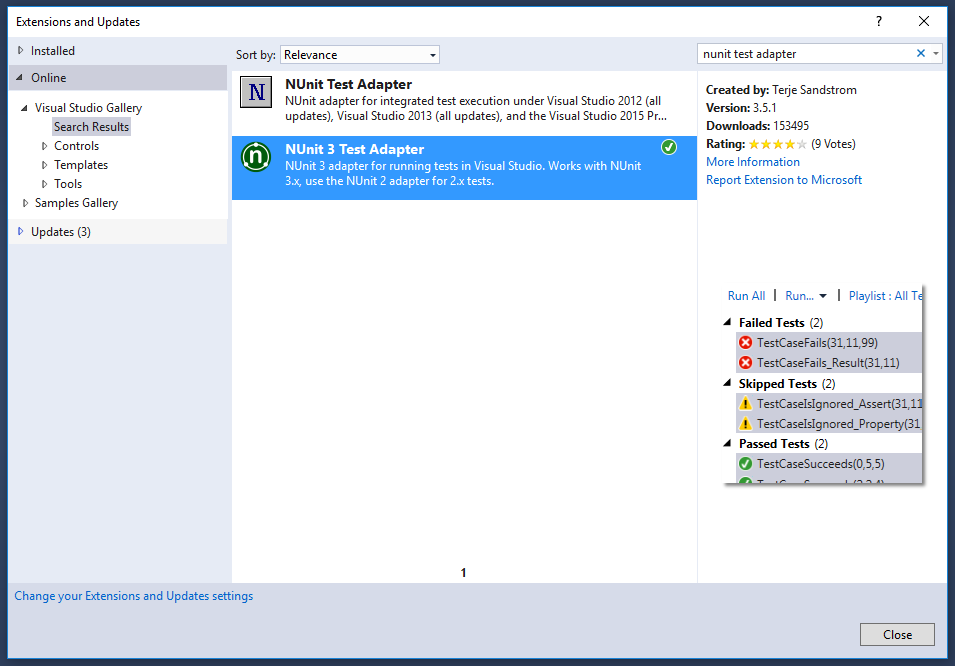 Extensions and Updates
?
Installed
Online
Visual Studio Gallery
Search Results
Controls
Templates
Tools
Samples Gallery
Updates (3)
Sort by: Relevance
N
NUnit Test Adapter
NUnit adapter for integrated test execution under Visual Studio 2012 (all
updates), Visual Studio 2013 (all updates), and the Visual Studio 2015 Pr...
n
NUnit 3 Test Adapter
NUnit 3 adapter for running tests in Visual Studio. Works with NUnit
3.x, use the NUnit 2 adapter for 2.x tests.
1
nunit test adapter
Created by: Terje Sandstrom
Version: 3.5.1
Downloads: 153495
Rating: (9 Votes)
More Information
Report Extension to Microsoft
Run All | Run... | Playlist : All Te
Failed Tests (2)
TestCaseFails(31,11,99)
TestCaseFails_Result(31,11)
Skipped Tests (2)
TestCaseIsIgnored_Assert(31,11
TestCaseIsIgnored_Property(31
Passed Tests (2)
TestCaseSucceeds(0,5,5)
Change your Extensions and Updates settings
Close